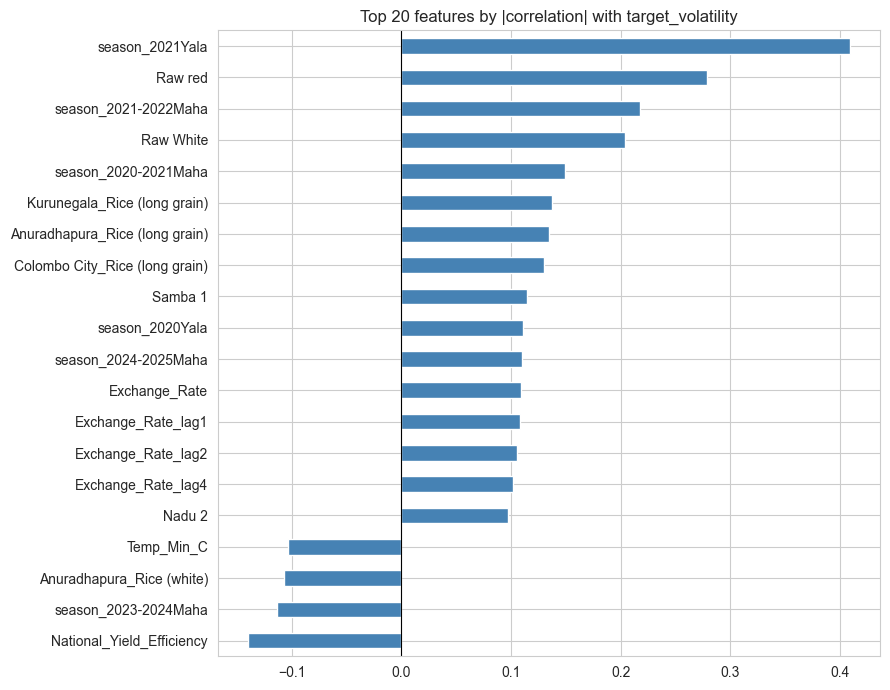 Top 20 features by |correlation| with target_volatility
season_2021Yala
Raw red
season_2021-2022Maha
Raw White
season_2020-2021Maha
Kurunegala_Rice (long grain)
Anuradhapura_Rice (long grain)
Colombo City_Rice (long grain)
Samba 1
season_2020Yala
season_2024-2025Maha
Exchange_Rate
Exchange_Rate_lag1
Exchange_Rate_lag2
Exchange_Rate_lag4
Nadu 2
Temp_Min_C
Anuradhapura_Rice (white)
season_2023-2024Maha
National_Yield_Efficiency
−0.1 0.0 0.1 0.2 0.3 0.4